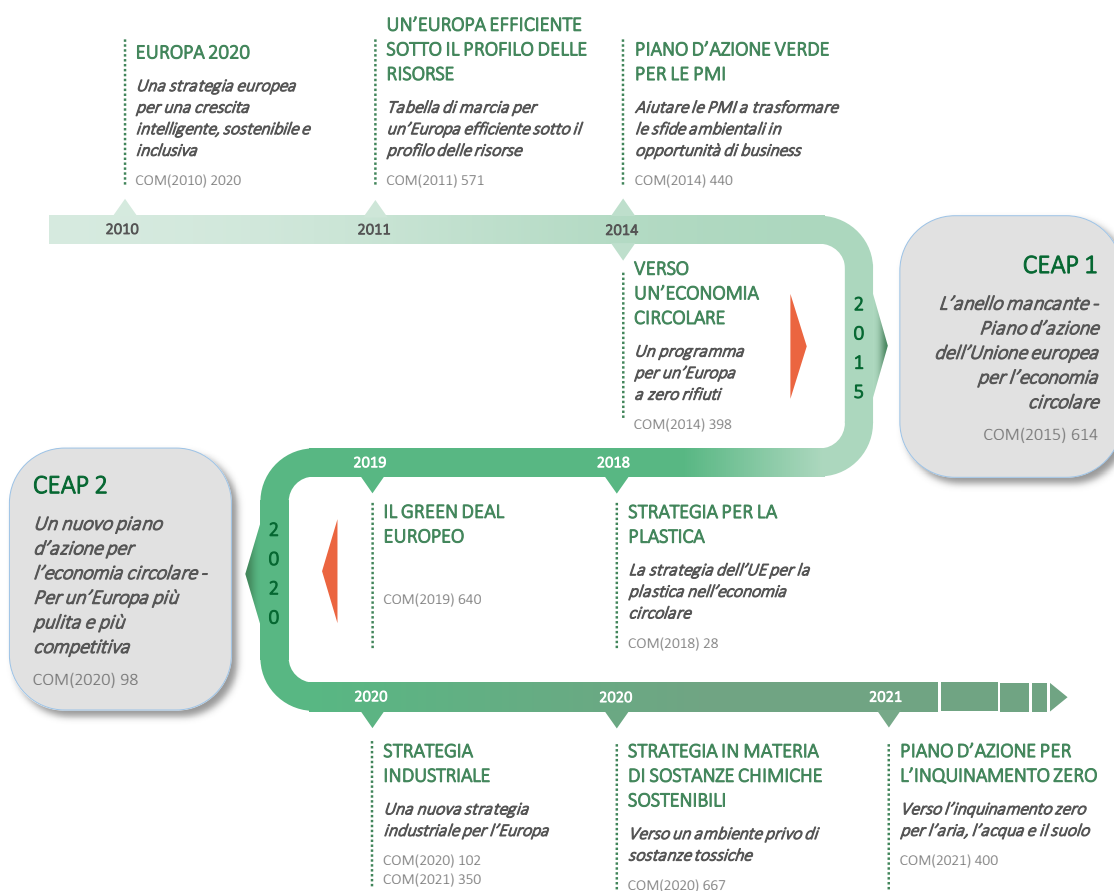 EUROPA 2020
Una strategia europea
per una crescita
intelligente, sostenibile e
inclusiva
COM(2010) 2020
UN'EUROPA EFFICIENTE
SOTTO IL PROFILO DELLE
RISORSE
Tabella di marcia per
un'Europa efficiente sotto il
profilo delle risorse
COM(2011) 571
PIANO D'AZIONE VERDE
PER LE PMI
Aiutare le PMI a trasformare
le sfide ambientali in
opportunità di business
COM(2014) 440
2010
2011
2014
VERSO
UN'ECONOMIA
CIRCOLARE
Un programma
per un'Europa
a zero rifiuti
COM(2014) 398
2015
CEAP 1
L'anello mancante -
Piano d'azione
dell'Unione europea
per l'economia
circolare
COM(2015) 614
2018
STRATEGIA PER LA
PLASTICA
La strategia dell'UE per la
plastica nell'economia
circolare
COM(2018) 28
2019
IL GREEN DEAL
EUROPEO
COM(2019) 640
2020
CEAP 2
Un nuovo piano
d'azione per
l'economia circolare -
Per un'Europa più
pulita e più
competitiva
COM(2020) 98
2020
STRATEGIA
INDUSTRIALE
Una nuova strategia
industriale per l'Europa
COM(2020) 102
COM(2021) 350
2020
STRATEGIA IN MATERIA
DI SOSTANZE CHIMICHE
SOSTENIBILI
Verso un ambiente privo di
sostanze tossiche
COM(2020) 667
2021
PIANO D'AZIONE PER
L'INQUINAMENTO ZERO
Verso l'inquinamento zero
per l'aria, l'acqua e il suolo
COM(2021) 400